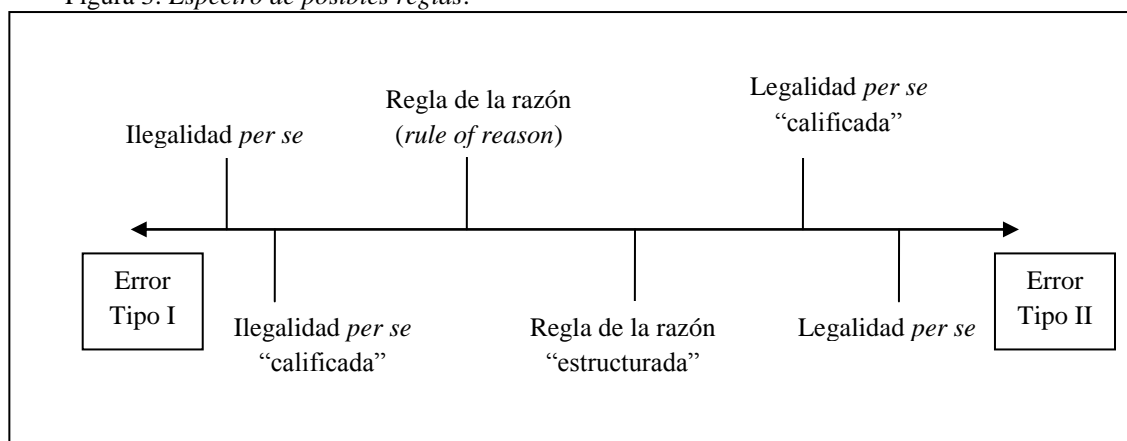 Figura 3. Espectro de posibles reglas.
Legalidad per se
“calificada”
Regla de la razón
(rule of reason)
Ilegalidad per se
Error
Tipo I
Error
Tipo II
Ilegalidad per se
“calificada”
Regla de la razón
“estructurada”
Legalidad per se